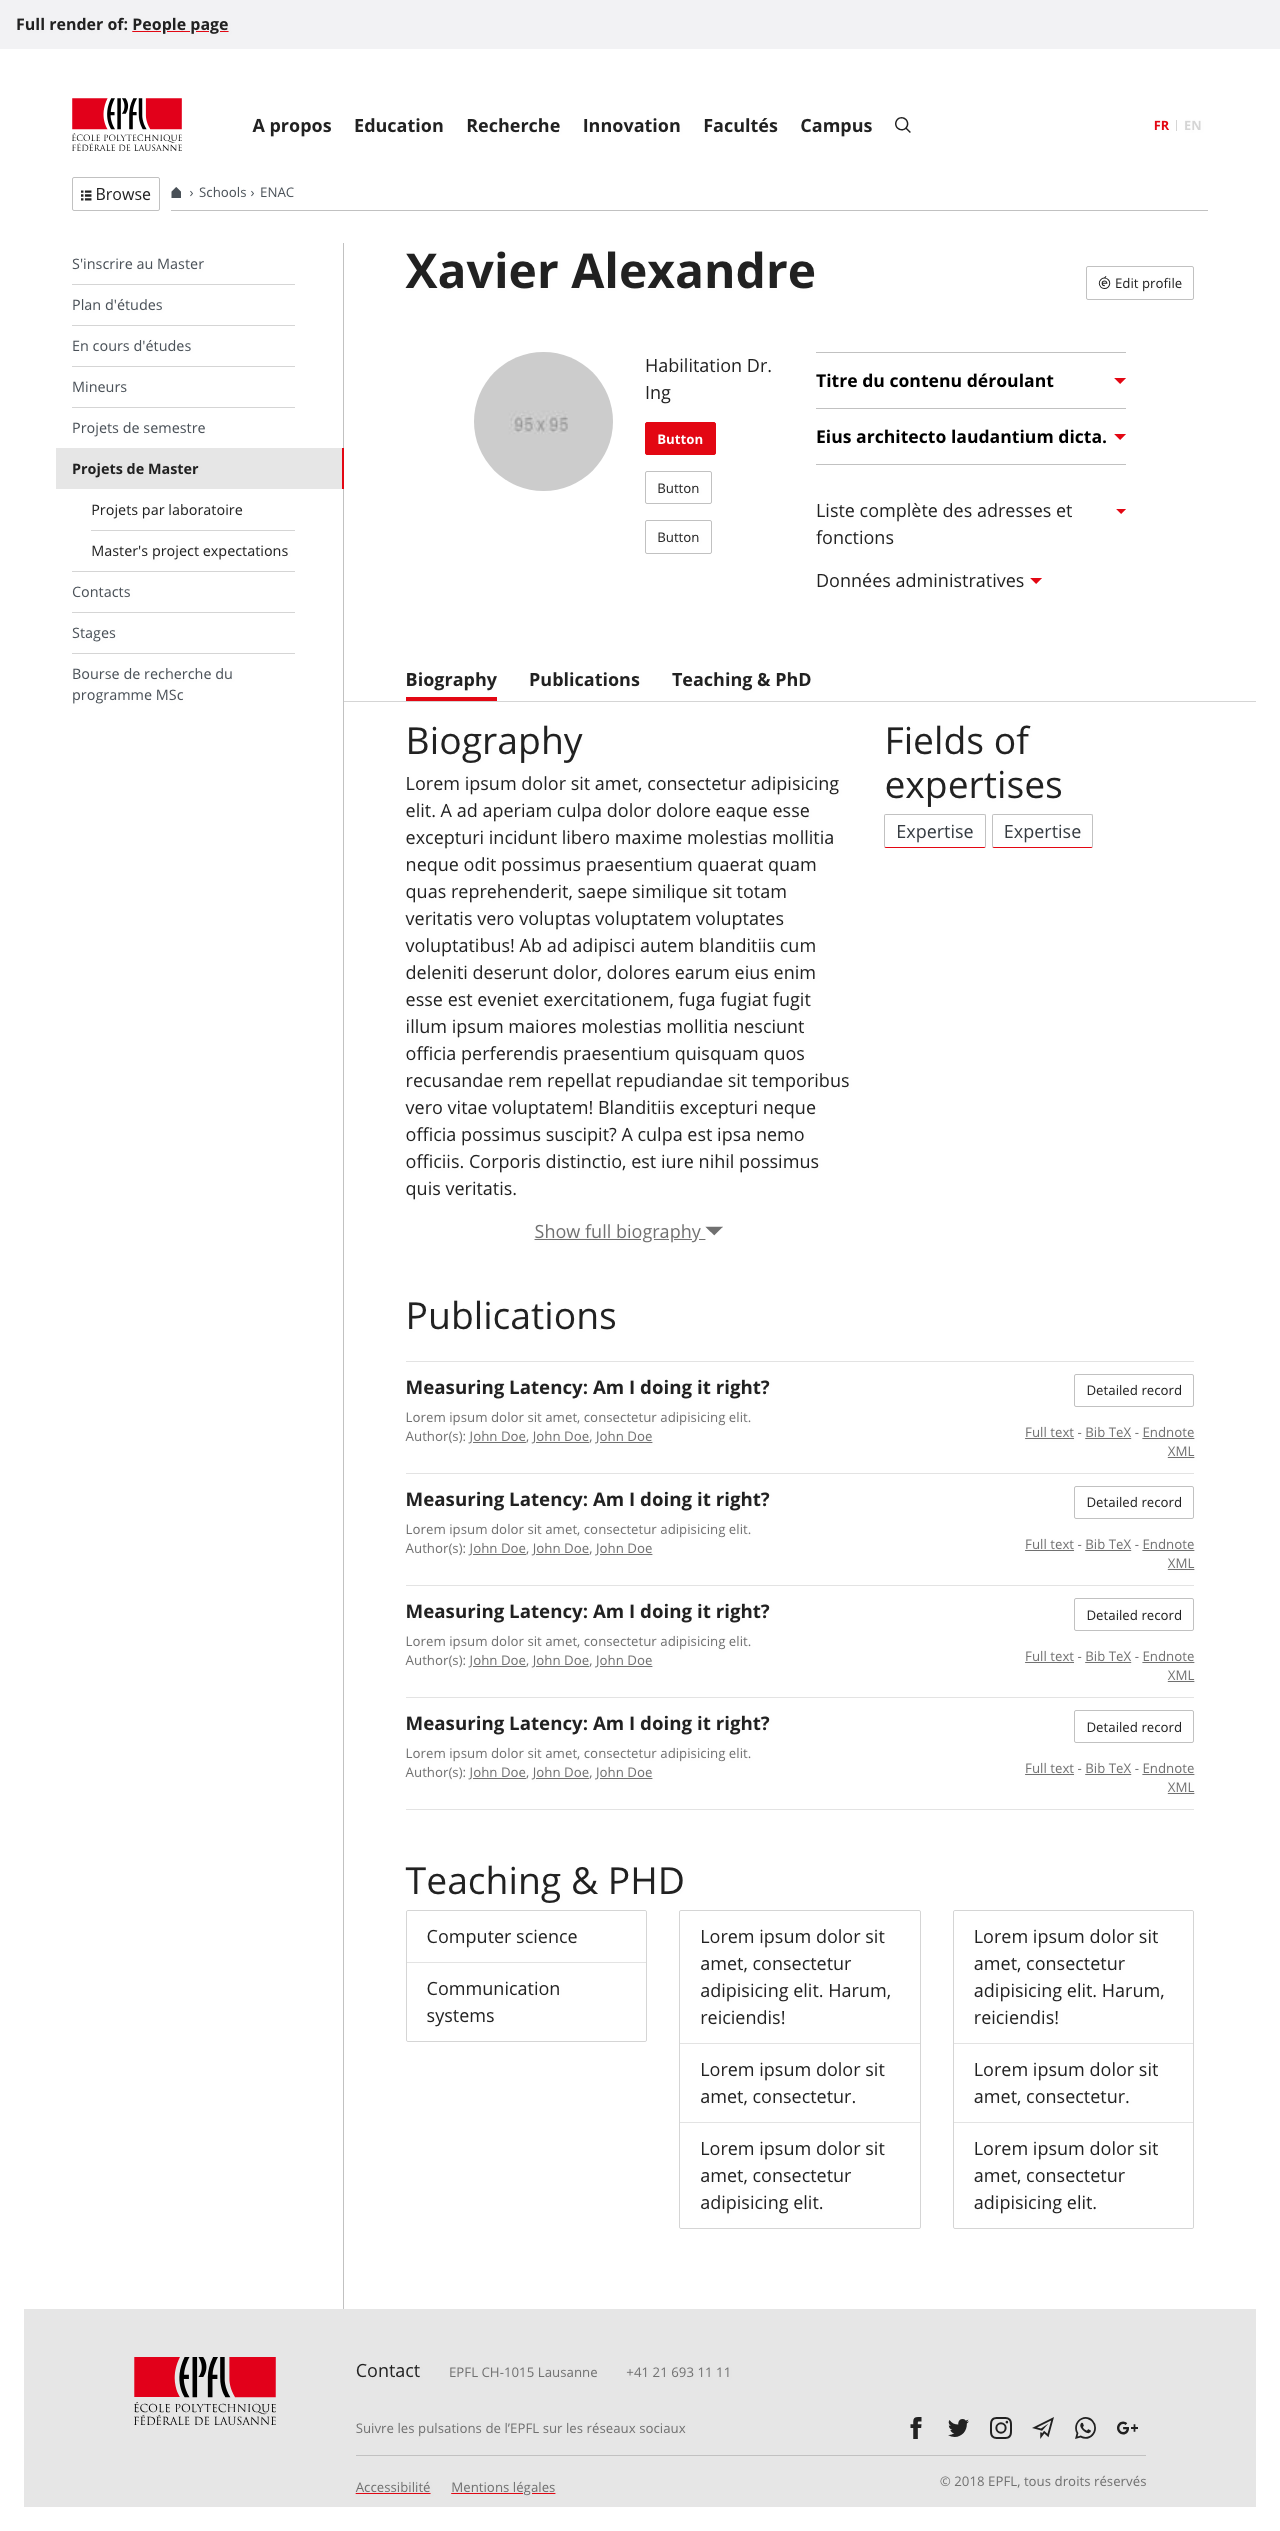 Full render of: People page
EPFL
ÉCOLE POLYTECHNIQUE
FÉDÉRALE DE LAUSANNE
A propos Education Recherche Innovation Facultés Campus
FR EN
Browse
› Schools › ENAC
S'inscrire au Master
Plan d'études
En cours d'études
Mineurs
Projets de semestre
Projets de Master
Projets par laboratoire
Master's project expectations
Contacts
Stages
Bourse de recherche du
programme MSc
Xavier Alexandre
Edit profile
95 x 95
Habilitation Dr.
Ing
Button
Button
Button
Titre du contenu déroulant
Eius architecto laudantium dicta.
Liste complète des adresses et
fonctions
Données administratives
Biography Publications Teaching & PhD
Biography
Lorem ipsum dolor sit amet, consectetur adipisicing
elit. A ad aperiam culpa dolor dolore eaque esse
excepturi incidunt libero maxime molestias mollitia
neque odit possimus praesentium quaerat quam
quas reprehenderit, saepe similique sit totam
veritatis vero voluptas voluptatem voluptates
voluptatibus! Ab ad adipisci autem blanditiis cum
deleniti deserunt dolor, dolores earum eius enim
esse est eveniet exercitationem, fuga fugiat fugit
illum ipsum maiores molestias mollitia nesciunt
officia perferendis praesentium quisquam quos
recusandae rem repellat repudiandae sit temporibus
vero vitae voluptatem! Blanditiis excepturi neque
officia possimus suscipit? A culpa est ipsa nemo
officiis. Corporis distinctio, est iure nihil possimus
quis veritatis.
Show full biography
Fields of
expertises
Expertise Expertise
Publications
Measuring Latency: Am I doing it right?
Lorem ipsum dolor sit amet, consectetur adipisicing elit.
Author(s): John Doe, John Doe, John Doe
Detailed record
Full text - Bib TeX - Endnote
XML
Measuring Latency: Am I doing it right?
Lorem ipsum dolor sit amet, consectetur adipisicing elit.
Author(s): John Doe, John Doe, John Doe
Detailed record
Full text - Bib TeX - Endnote
XML
Measuring Latency: Am I doing it right?
Lorem ipsum dolor sit amet, consectetur adipisicing elit.
Author(s): John Doe, John Doe, John Doe
Detailed record
Full text - Bib TeX - Endnote
XML
Measuring Latency: Am I doing it right?
Lorem ipsum dolor sit amet, consectetur adipisicing elit.
Author(s): John Doe, John Doe, John Doe
Detailed record
Full text - Bib TeX - Endnote
XML
Teaching & PHD
Computer science
Communication
systems
Lorem ipsum dolor sit
amet, consectetur
adipisicing elit. Harum,
reiciendis!
Lorem ipsum dolor sit
amet, consectetur.
Lorem ipsum dolor sit
amet, consectetur
adipisicing elit.
Lorem ipsum dolor sit
amet, consectetur
adipisicing elit. Harum,
reiciendis!
Lorem ipsum dolor sit
amet, consectetur.
Lorem ipsum dolor sit
amet, consectetur
adipisicing elit.
EPFL
ÉCOLE POLYTECHNIQUE
FÉDÉRALE DE LAUSANNE
Contact EPFL CH-1015 Lausanne +41 21 693 11 11
Suivre les pulsations de l’EPFL sur les réseaux sociaux
Accessibilité Mentions légales
© 2018 EPFL, tous droits réservés